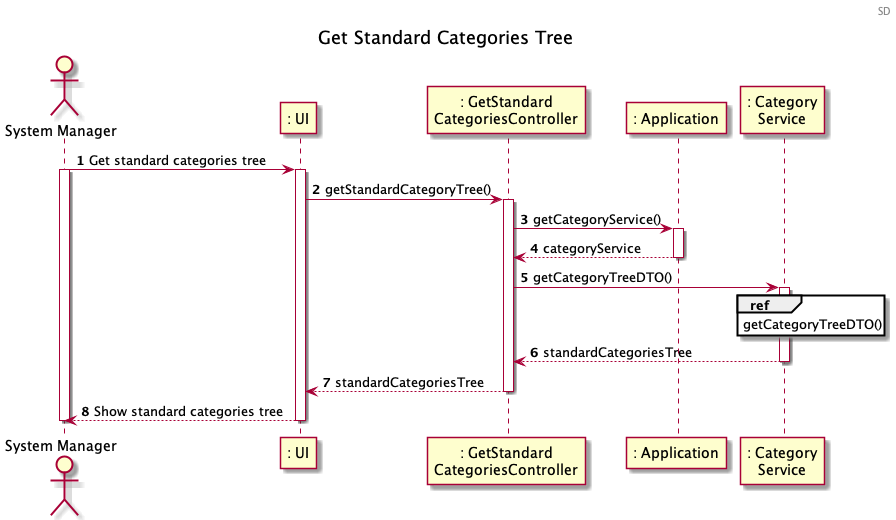 SD
Get Standard Categories Tree
System Manager
: UI
: GetStandard
CategoriesController
: Application
: Category
Service
1 Get standard categories tree
2 getStandardCategoryTree()
3 getCategoryService()
4 categoryService
5 getCategoryTreeDTO()
ref
getCategoryTreeDTO()
6 standardCategoriesTree
7 standardCategoriesTree
8 Show standard categories tree
System Manager
: UI
: GetStandard
CategoriesController
: Application
: Category
Service